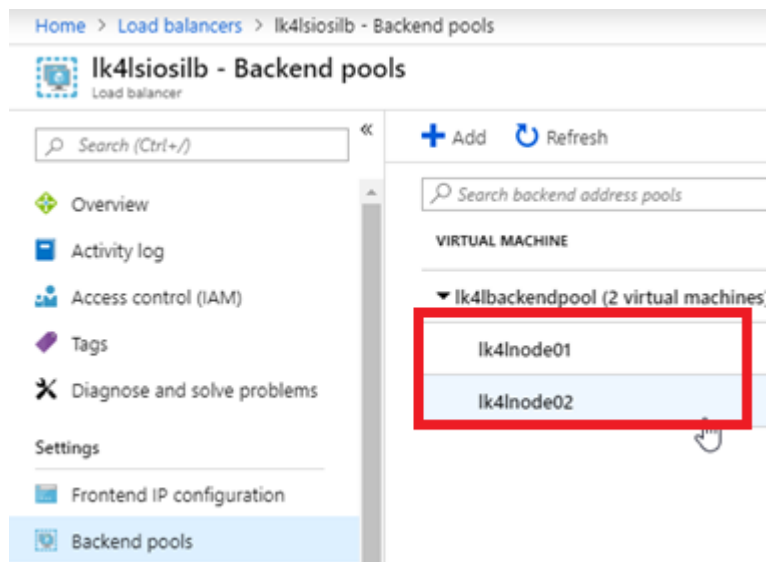 Home > Load balancers > lk4lsiosilb - Backend pools
lk4lsiosilb - Backend pools
Load balancer
Search (Ctrl+/)
«
Overview
Activity log
Access control (IAM)
Tags
Diagnose and solve problems
Settings
Frontend IP configuration
Backend pools
Add
Refresh
Search backend address pools
VIRTUAL MACHINE
lk4lbackendpool (2 virtual machines)
lk4lnode01
lk4lnode02